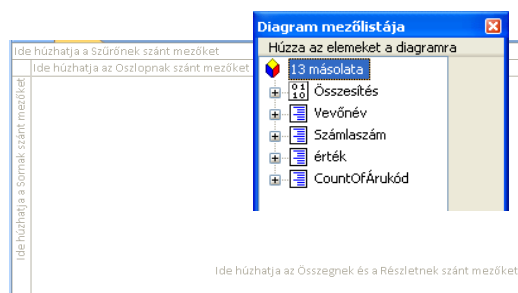 Diagram mezőlistája
Húzza az elemeket a diagramra
13 másolata
Összesítés
Vevőnév
Számlaszám
érték
CountOfÁrukód
Ide húzhatja a Szűrőnek szánt mezőket
Ide húzhatja az Oszlopnak szánt mezőket
Ide húzhatja a Sornak szánt mezőket
Ide húzhatja az Összegnek és a Részletnek szánt mezőket